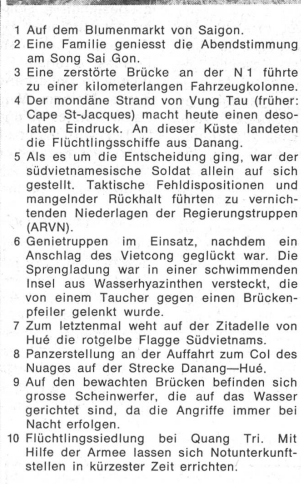 1 Auf dem Blumenmarkt von Saigon.
2 Eine Familie geniesst die Abendstimmung
am Song Sai Gon.
3 Eine zerstörte Brücke an der N 1 führte
zu einer kilometerlangen Fahrzeugkolonne.
4 Der mondäne Strand von Vung Tau (früher:
Cape St-Jacques) macht heute einen deso-
laten Eindruck. An dieser Küste landeten
die Flüchtlingsschiffe aus Danang.
5 Als es um die Entscheidung ging, war der
südvietnamesische Soldat allein auf sich
gestellt. Taktische Fehldispositionen und
mangelnder Rückhalt führten zu vernich-
tenden Niederlagen der Regierungstruppen
(ARVN).
6 Genietruppen im Einsatz, nachdem ein
Anschlag des Vietcong geglückt war. Die
Sprengladung war in einer schwimmenden
Insel aus Wasserhyazinthen versteckt, die
von einem Taucher gegen einen Brücken-
pfeiler gelenkt wurde.
7 Zum letztenmal weht auf der Zitadelle von
Hué die rotgelbe Flagge Südvietnams.
8 Panzerstellung an der Auffahrt zum Col des
Nuages auf der Strecke Danang—Hué.
9 Auf den bewachten Brücken befinden sich
grosse Scheinwerfer, die auf das Wasser
gerichtet sind, da die Angriffe immer bei
Nacht erfolgen.
10 Flüchtlingssiedlung bei Quang Tri. Mit
Hilfe der Armee lassen sich Notunterkunft-
stellen in kürzester Zeit errichten.